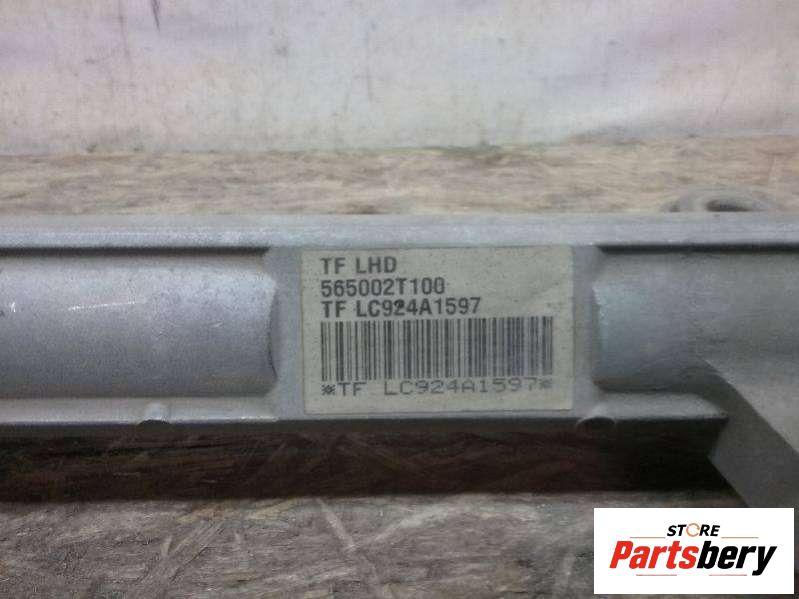 TF LHD
565002T100
TF LC924A1597
*TF LC924A1597*
STORE
Partsbery